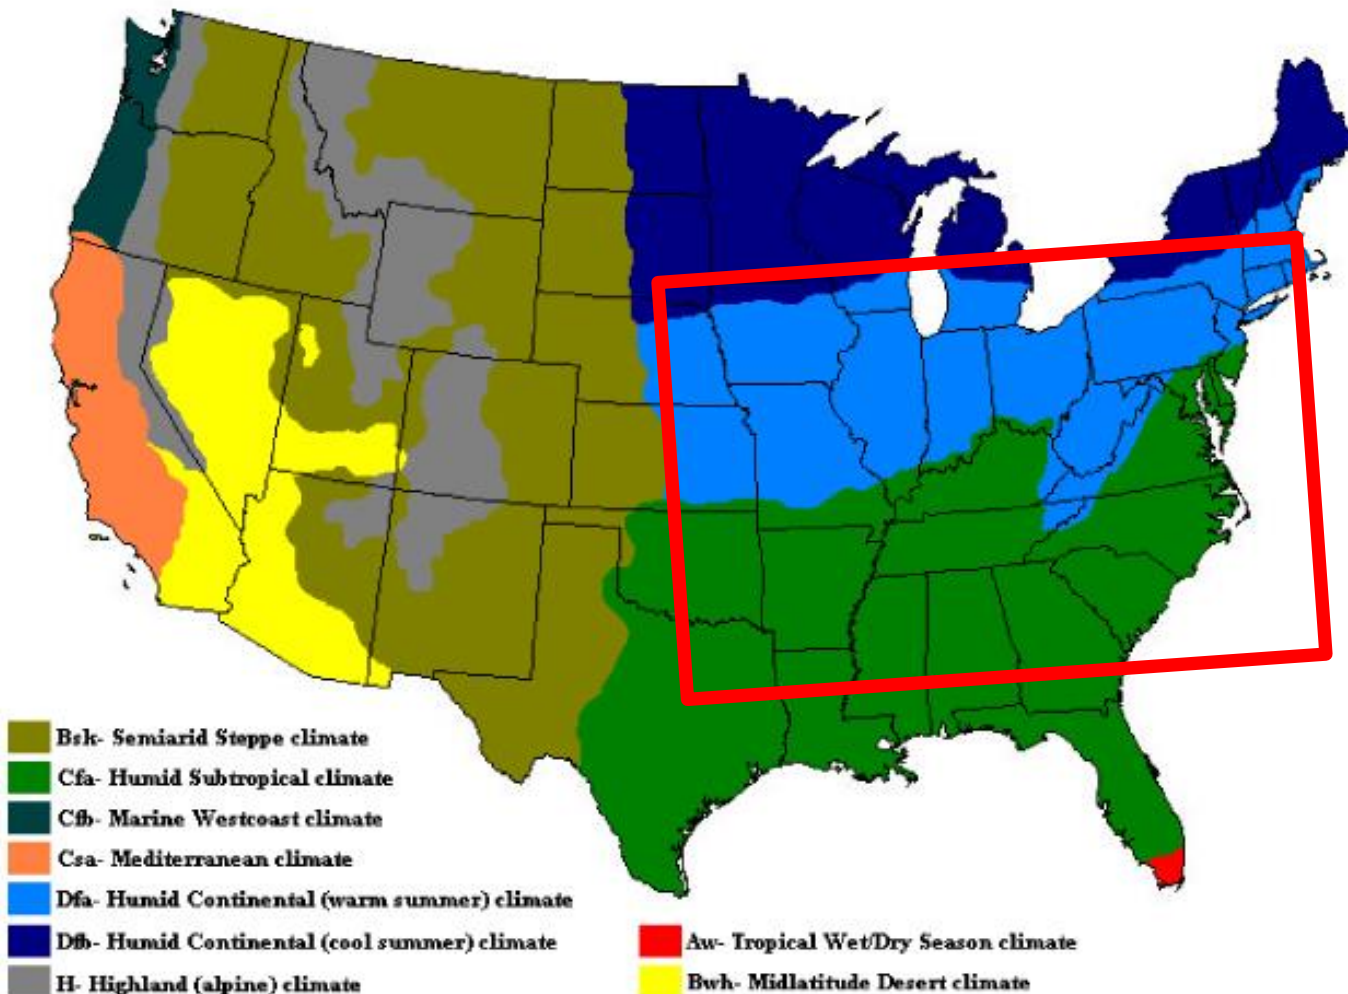 Bsk- Semiarid Steppe climate
Cfa- Humid Subtropical climate
Cfb- Marine Westcoast climate
Csa- Mediterranean climate
Dfa- Humid Continental (warm summer) climate
Dfb- Humid Continental (cool summer) climate
H- Highland (alpine) climate
Aw- Tropical Wet/Dry Season climate
Bwh- Midlatitude Desert climate